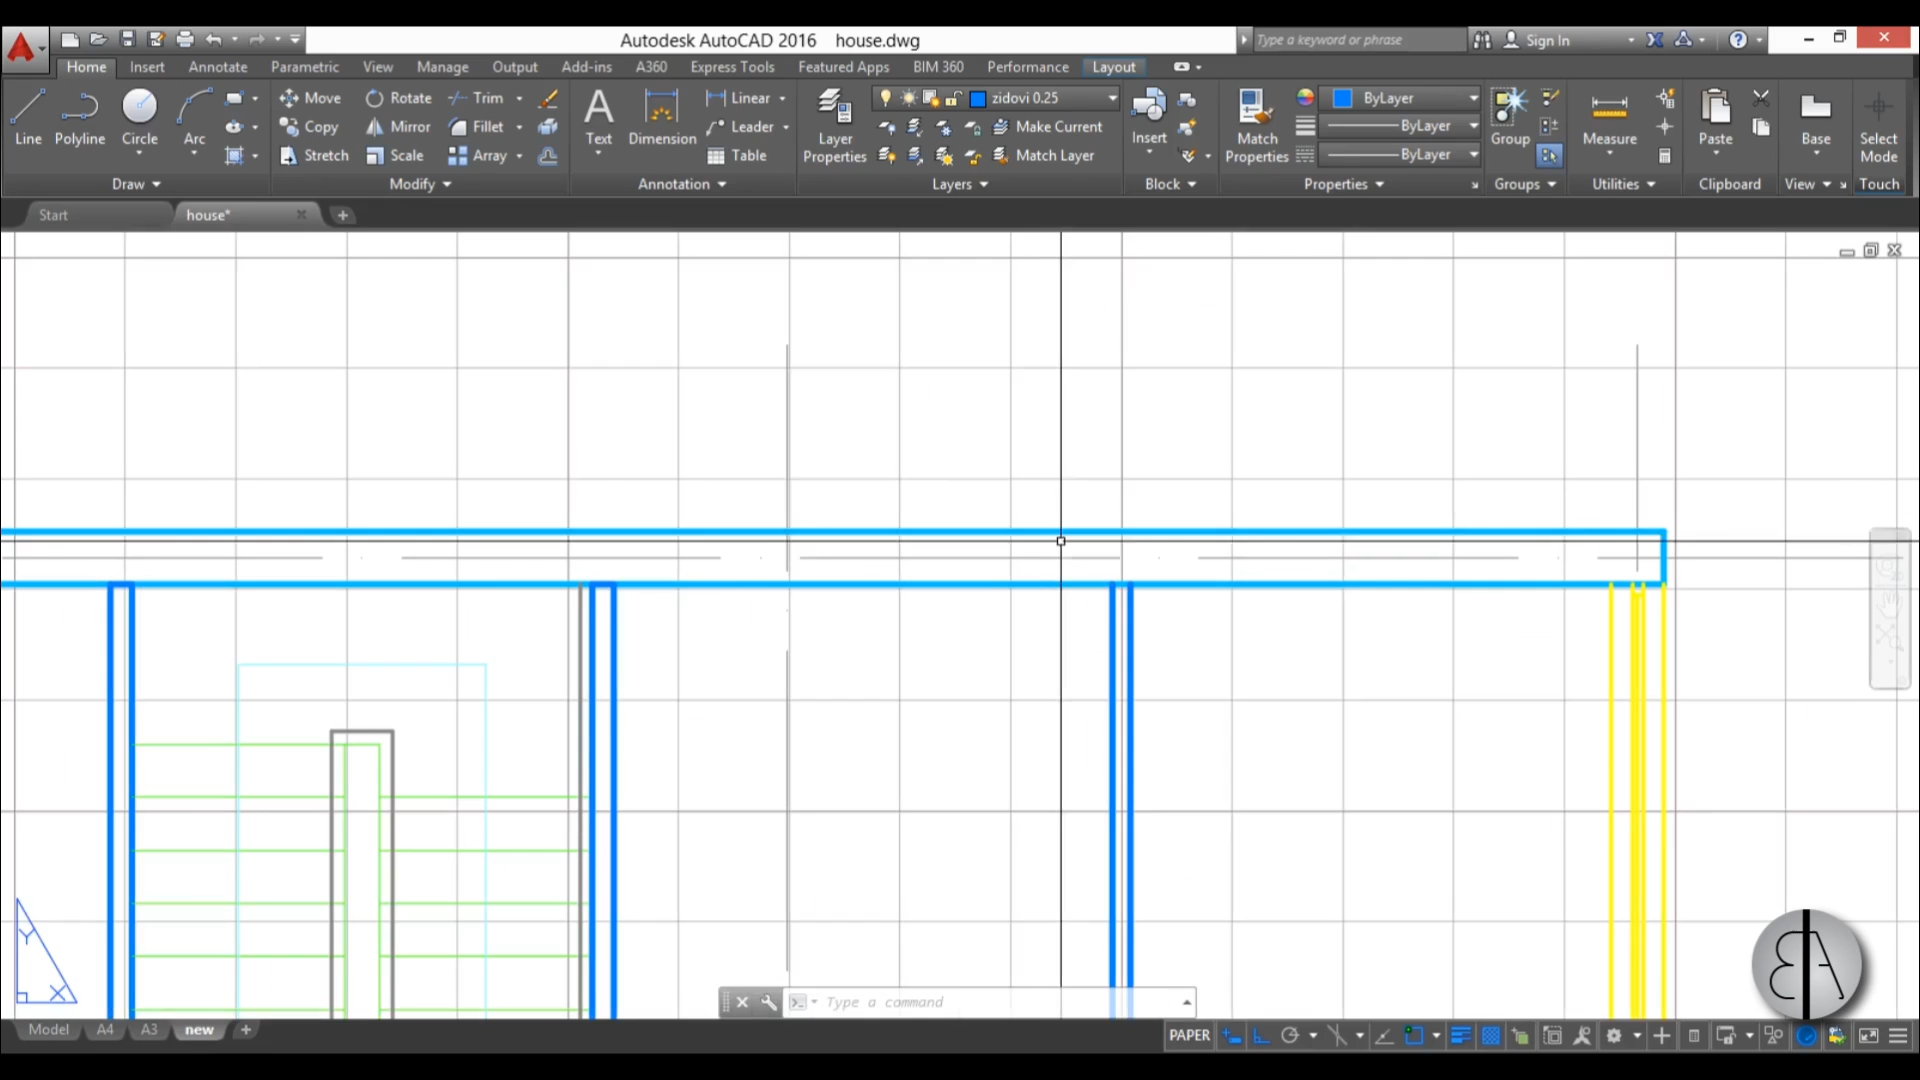 Autodesk AutoCAD 2016 house.dwg
Type a keyword or phrase
Sign In
Home Insert Annotate Parametric View Manage Output Add-ins A360 Express Tools Featured Apps BIM 360 Performance Layout
Line Polyline Circle Arc
Move Rotate Trim
Copy Mirror Fillet
Stretch Scale Array
Text Dimension
Linear
Leader
Table
Layer Properties
zidovi 0.25
Make Current
Match Layer
Insert
Match Properties
ByLayer
ByLayer
ByLayer
Group
Measure
Paste
Base
Select Mode
Draw Modify Annotation Layers Block Properties Groups Utilities Clipboard View Touch
Start house*
Y
X
BA
Type a command
Model A4 A3 new
PAPER